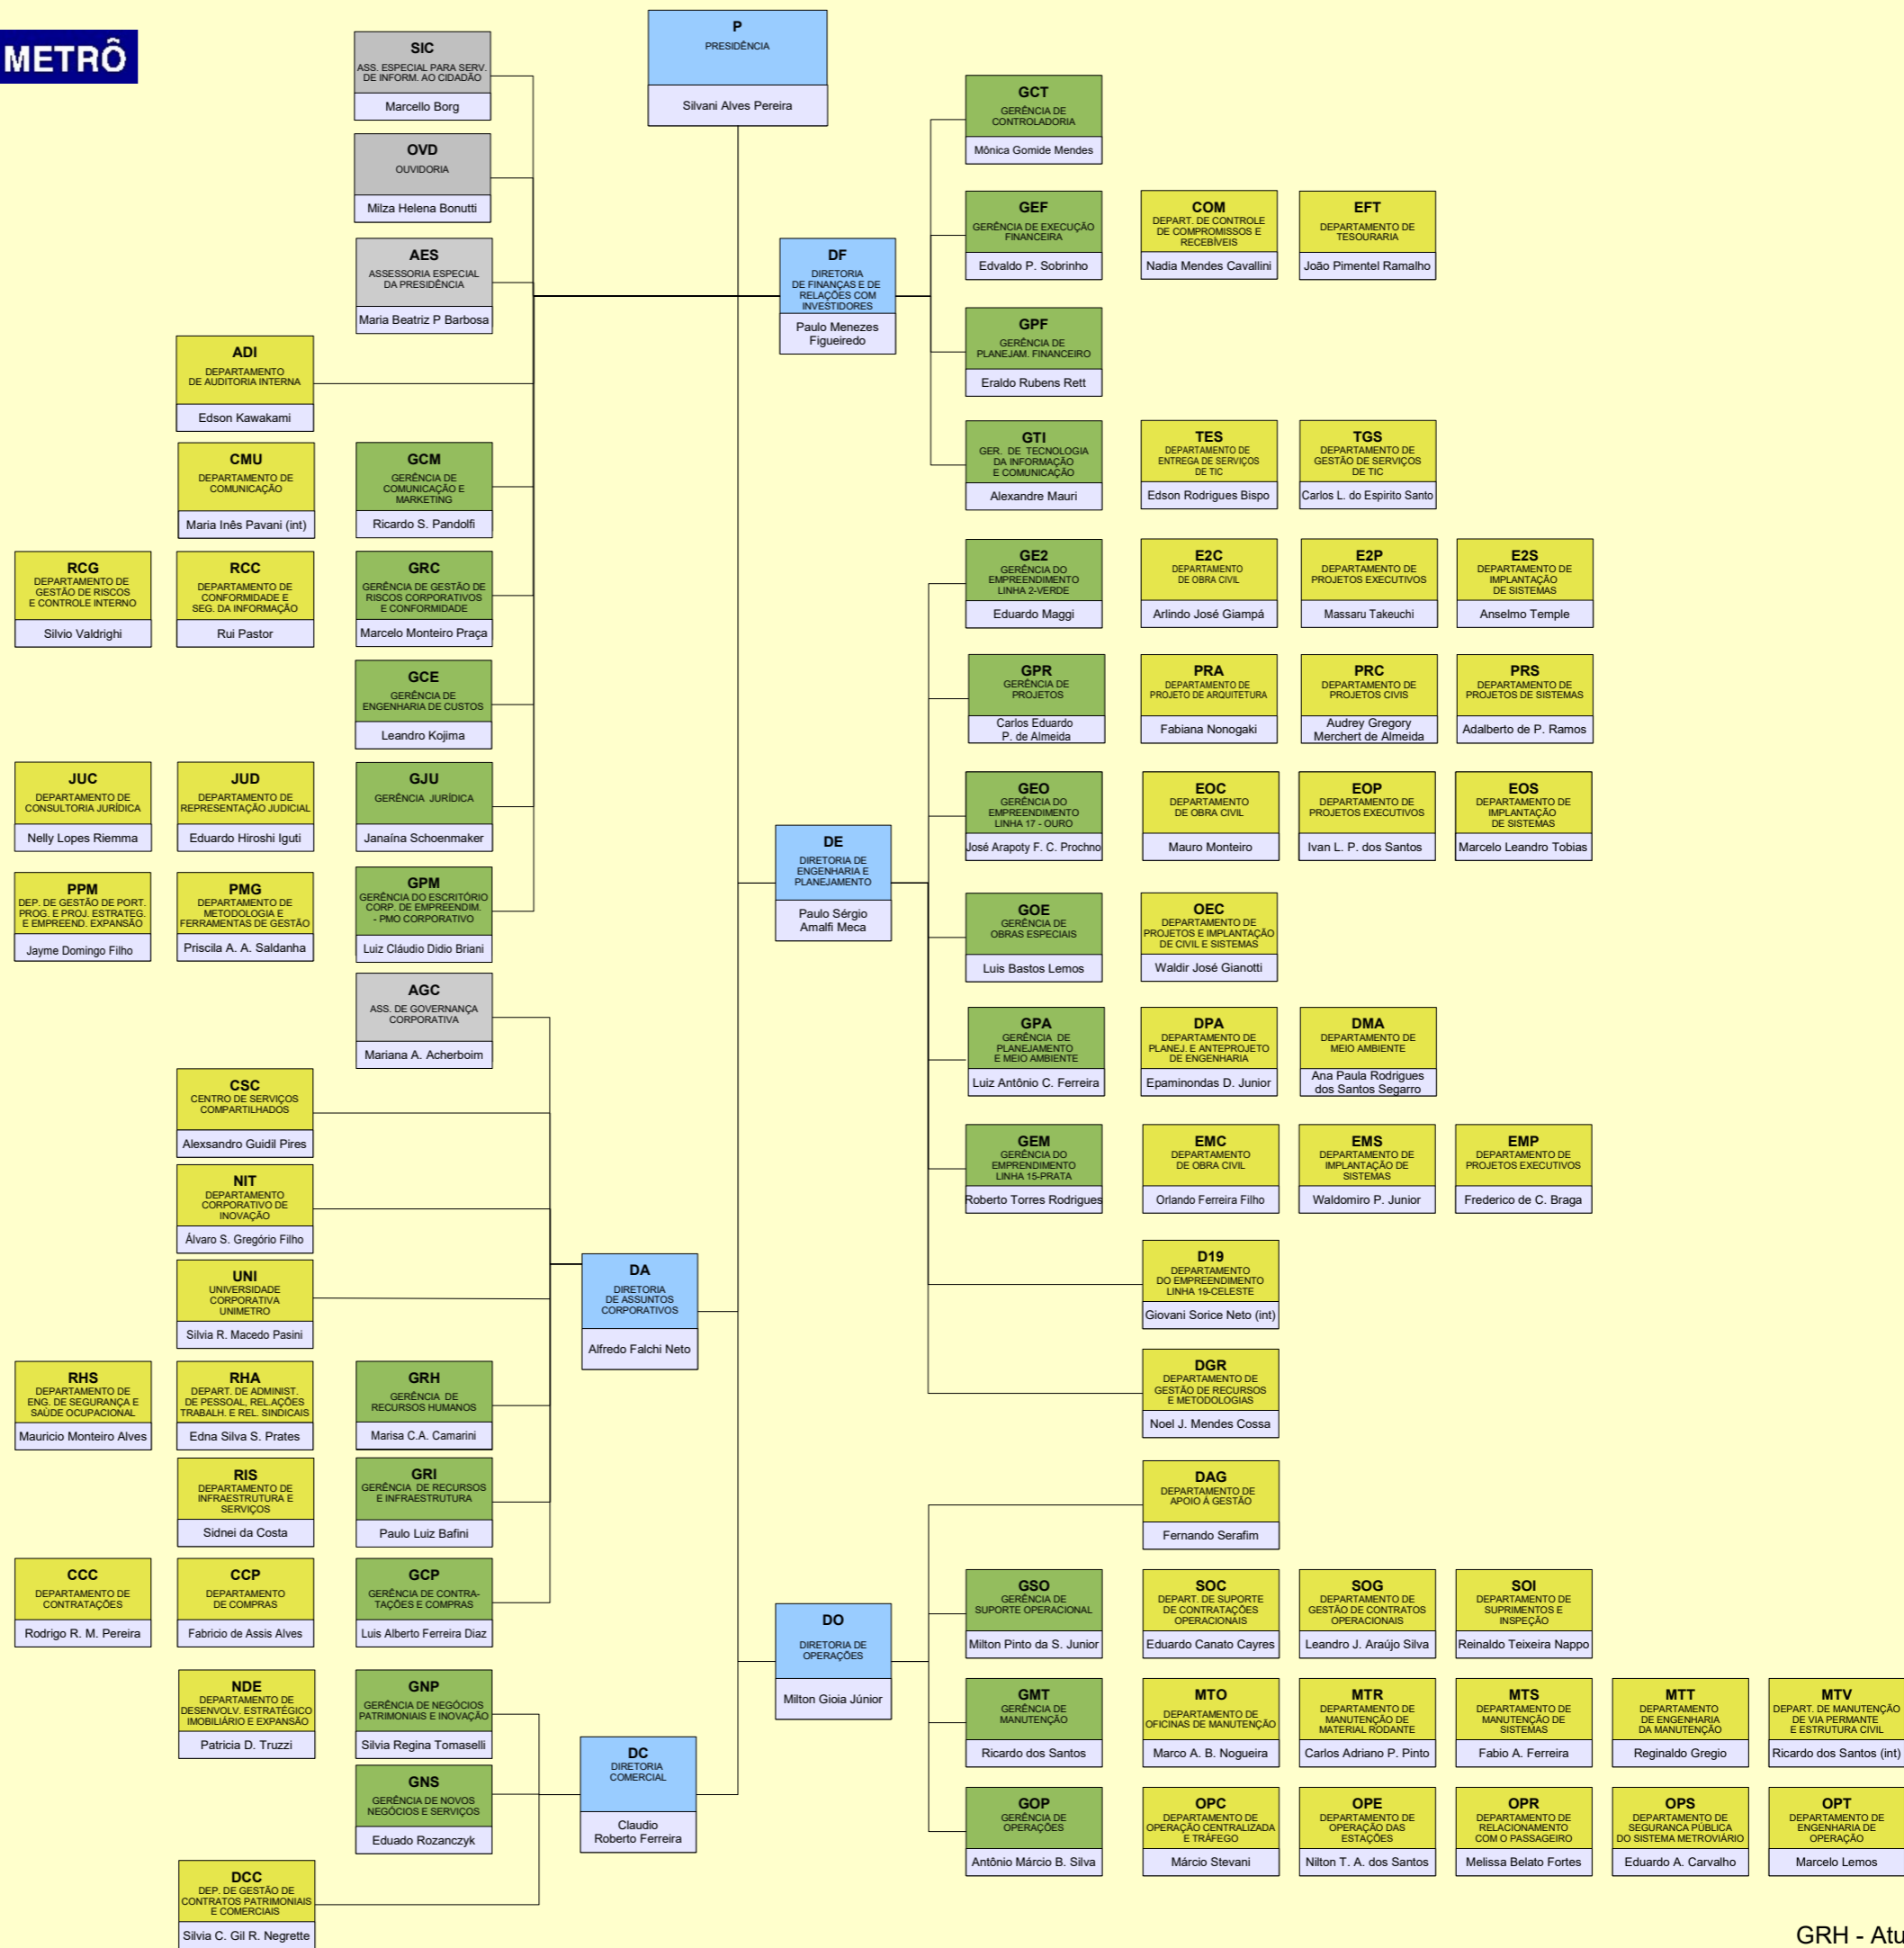 METRÔ
P
PRESIDÊNCIA
Silvani Alves Pereira
SIC
ASS. ESPECIAL PARA SERV.
DE INFORM. AO CIDADÃO
Marcello Borg
OVD
OUVIDORIA
Milza Helena Bonutti
AES
ASSESSORIA ESPECIAL
DA PRESIDÊNCIA
Maria Beatriz P Barbosa
ADI
DEPARTAMENTO
DE AUDITORIA INTERNA
Edson Kawakami
CMU
DEPARTAMENTO DE
COMUNICAÇÃO
Maria Inês Pavani (int)
GCM
GERÊNCIA DE
COMUNICAÇÃO E
MARKETING
Ricardo S. Pandolfi
RCG
DEPARTAMENTO DE
GESTÃO DE RISCOS
E CONTROLE INTERNO
Silvio Valdrighi
RCC
DEPARTAMENTO DE
CONFORMIDADE E
SEG. DA INFORMAÇÃO
Rui Pastor
GRC
GERÊNCIA DE GESTÃO DE
RISCOS CORPORATIVOS
E CONFORMIDADE
Marcelo Monteiro Praça
GCE
GERÊNCIA DE
ENGENHARIA DE CUSTOS
Leandro Kojima
JUC
DEPARTAMENTO DE
CONSULTORIA JURÍDICA
Nelly Lopes Riemma
JUD
DEPARTAMENTO DE
REPRESENTAÇÃO JUDICIAL
Eduardo Hiroshi Iguti
GJU
GERÊNCIA JURÍDICA
Janaína Schoenmaker
PPM
DEP. DE GESTÃO DE PORT.
PROG. E PROJ. ESTRATEG.
E EMPREEND. EXPANSÃO
Jayme Domingo Filho
PMG
DEPARTAMENTO DE
METODOLOGIA E
FERRAMENTAS DE GESTÃO
Priscila A. A. Saldanha
GPM
GERÊNCIA DO ESCRITÓRIO
CORP. DE EMPREENDIM.
- PMO CORPORATIVO
Luiz Cláudio Didio Briani
AGC
ASS. DE GOVERNANÇA
CORPORATIVA
Mariana A. Acherboim
CSC
CENTRO DE SERVIÇOS
COMPARTILHADOS
Alexsandro Guidil Pires
NIT
DEPARTAMENTO
CORPORATIVO DE
INOVAÇÃO
Álvaro S. Gregório Filho
UNI
UNIVERSIDADE
CORPORATIVA
UNIMETRO
Silvia R. Macedo Pasini
DA
DIRETORIA
DE ASSUNTOS
CORPORATIVOS
Alfredo Falchi Neto
RHS
DEPARTAMENTO DE
ENG. DE SEGURANÇA E
SAÚDE OCUPACIONAL
Mauricio Monteiro Alves
RHA
DEPART. DE ADMINIST.
DE PESSOAL, REL.AÇÕES
TRABALH. E REL. SINDICAIS
Edna Silva S. Prates
GRH
GERÊNCIA DE
RECURSOS HUMANOS
Marisa C.A. Camarini
RIS
DEPARTAMENTO DE
INFRAESTRUTURA E
SERVIÇOS
Sidnei da Costa
GRI
GERÊNCIA DE RECURSOS
E INFRAESTRUTURA
Paulo Luiz Bafini
CCC
DEPARTAMENTO DE
CONTRATAÇÕES
Rodrigo R. M. Pereira
CCP
DEPARTAMENTO
DE COMPRAS
Fabricio de Assis Alves
GCP
GERÊNCIA DE CONTRA-
TAÇÕES E COMPRAS
Luis Alberto Ferreira Diaz
NDE
DEPARTAMENTO DE
DESENVOLV. ESTRATÉGICO
IMOBILIÁRIO E EXPANSÃO
Patricia D. Truzzi
GNP
GERÊNCIA DE NEGÓCIOS
PATRIMONIAIS E INOVAÇÃO
Silvia Regina Tomaselli
GNS
GERÊNCIA DE NOVOS
NEGÓCIOS E SERVIÇOS
Eduado Rozanczyk
DC
DIRETORIA
COMERCIAL
Claudio
Roberto Ferreira
DCC
DEP. DE GESTÃO DE
CONTRATOS PATRIMONIAIS
E COMERCIAIS
Silvia C. Gil R. Negrette
DF
DIRETORIA
DE FINANÇAS E DE
RELAÇÕES COM
INVESTIDORES
Paulo Menezes
Figueiredo
GCT
GERÊNCIA DE
CONTROLADORIA
Mônica Gomide Mendes
GEF
GERÊNCIA DE EXECUÇÃO
FINANCEIRA
Edvaldo P. Sobrinho
COM
DEPART. DE CONTROLE
DE COMPROMISSOS E
RECEBÍVEIS
Nadia Mendes Cavallini
EFT
DEPARTAMENTO DE
TESOURARIA
João Pimentel Ramalho
GPF
GERÊNCIA DE
PLANEJAM. FINANCEIRO
Eraldo Rubens Rett
GTI
GER. DE TECNOLOGIA
DA INFORMAÇÃO
E COMUNICAÇÃO
Alexandre Mauri
TES
DEPARTAMENTO DE
ENTREGA DE SERVIÇOS
DE TIC
Edson Rodrigues Bispo
TGS
DEPARTAMENTO DE
GESTÃO DE SERVIÇOS
DE TIC
Carlos L. do Espirito Santo
DE
DIRETORIA DE
ENGENHARIA E
PLANEJAMENTO
Paulo Sérgio
Amalfi Meca
GE2
GERÊNCIA DO
EMPREENDIMENTO
LINHA 2-VERDE
Eduardo Maggi
E2C
DEPARTAMENTO
DE OBRA CIVIL
Arlindo José Giampá
E2P
DEPARTAMENTO DE
PROJETOS EXECUTIVOS
Massaru Takeuchi
E2S
DEPARTAMENTO DE
IMPLANTAÇÃO
DE SISTEMAS
Anselmo Temple
GPR
GERÊNCIA DE
PROJETOS
Carlos Eduardo
P. de Almeida
PRA
DEPARTAMENTO DE
PROJETO DE ARQUITETURA
Fabiana Nonogaki
PRC
DEPARTAMENTO DE
PROJETOS CIVIS
Audrey Gregory
Merchert de Almeida
PRS
DEPARTAMENTO DE
PROJETOS DE SISTEMAS
Adalberto de P. Ramos
GEO
GERÊNCIA DO
EMPREENDIMENTO
LINHA 17 - OURO
José Arapoty F. C. Prochno
EOC
DEPARTAMENTO
DE OBRA CIVIL
Mauro Monteiro
EOP
DEPARTAMENTO DE
PROJETOS EXECUTIVOS
Ivan L. P. dos Santos
EOS
DEPARTAMENTO DE
IMPLANTAÇÃO
DE SISTEMAS
Marcelo Leandro Tobias
GOE
GERÊNCIA DE
OBRAS ESPECIAIS
Luis Bastos Lemos
OEC
DEPARTAMENTO DE
PROJETOS E IMPLANTAÇÃO
DE CIVIL E SISTEMAS
Waldir José Gianotti
GPA
GERÊNCIA DE
PLANEJAMENTO
E MEIO AMBIENTE
Luiz Antônio C. Ferreira
DPA
DEPARTAMENTO DE
PLANEJ. E ANTEPROJETO
DE ENGENHARIA
Epaminondas D. Junior
DMA
DEPARTAMENTO DE
MEIO AMBIENTE
Ana Paula Rodrigues
dos Santos Segarro
GEM
GERÊNCIA DO
EMPRENDIMENTO
LINHA 15-PRATA
Roberto Torres Rodrigues
EMC
DEPARTAMENTO
DE OBRA CIVIL
Orlando Ferreira Filho
EMS
DEPARTAMENTO DE
IMPLANTAÇÃO DE
SISTEMAS
Waldomiro P. Junior
EMP
DEPARTAMENTO DE
PROJETOS EXECUTIVOS
Frederico de C. Braga
D19
DEPARTAMENTO
DO EMPREENDIMENTO
LINHA 19-CELESTE
Giovani Sorice Neto (int)
DGR
DEPARTAMENTO DE
GESTÃO DE RECURSOS
E METODOLOGIAS
Noel J. Mendes Cossa
DO
DIRETORIA DE
OPERAÇÕES
Milton Gioia Júnior
DAG
DEPARTAMENTO DE
APOIO À GESTÃO
Fernando Serafim
GSO
GERÊNCIA DE
SUPORTE OPERACIONAL
Milton Pinto da S. Junior
SOC
DEPART. DE SUPORTE
DE CONTRATAÇÕES
OPERACIONAIS
Eduardo Canato Cayres
SOG
DEPARTAMENTO DE
GESTÃO DE CONTRATOS
OPERACIONAIS
Leandro J. Araújo Silva
SOI
DEPARTAMENTO DE
SUPRIMENTOS E
INSPEÇÃO
Reinaldo Teixeira Nappo
GMT
GERÊNCIA DE
MANUTENÇÃO
Ricardo dos Santos
MTO
DEPARTAMENTO DE
OFICINAS DE MANUTENÇÃO
Marco A. B. Nogueira
MTR
DEPARTAMENTO DE
MANUTENÇÃO DE
MATERIAL RODANTE
Carlos Adriano P. Pinto
MTS
DEPARTAMENTO DE
MANUTENÇÃO DE
SISTEMAS
Fabio A. Ferreira
MTT
DEPARTAMENTO
DE ENGENHARIA
DA MANUTENÇÃO
Reginaldo Gregio
MTV
DEPART. DE MANUTENÇÃO
DE VIA PERMANTE
E ESTRUTURA CIVIL
Ricardo dos Santos (int)
GOP
GERÊNCIA DE
OPERAÇÕES
Antônio Márcio B. Silva
OPC
DEPARTAMENTO DE
OPERAÇÃO CENTRALIZADA
E TRÁFEGO
Márcio Stevani
OPE
DEPARTAMENTO DE
OPERAÇÃO DAS
ESTAÇÕES
Nilton T. A. dos Santos
OPR
DEPARTAMENTO DE
RELACIONAMENTO
COM O PASSAGEIRO
Melissa Belato Fortes
OPS
DEPARTAMENTO DE
SEGURANCA PÚBLICA
DO SISTEMA METROVIÁRIO
Eduardo A. Carvalho
OPT
DEPARTAMENTO DE
ENGENHARIA DE
OPERAÇÃO
Marcelo Lemos
GRH - Atu